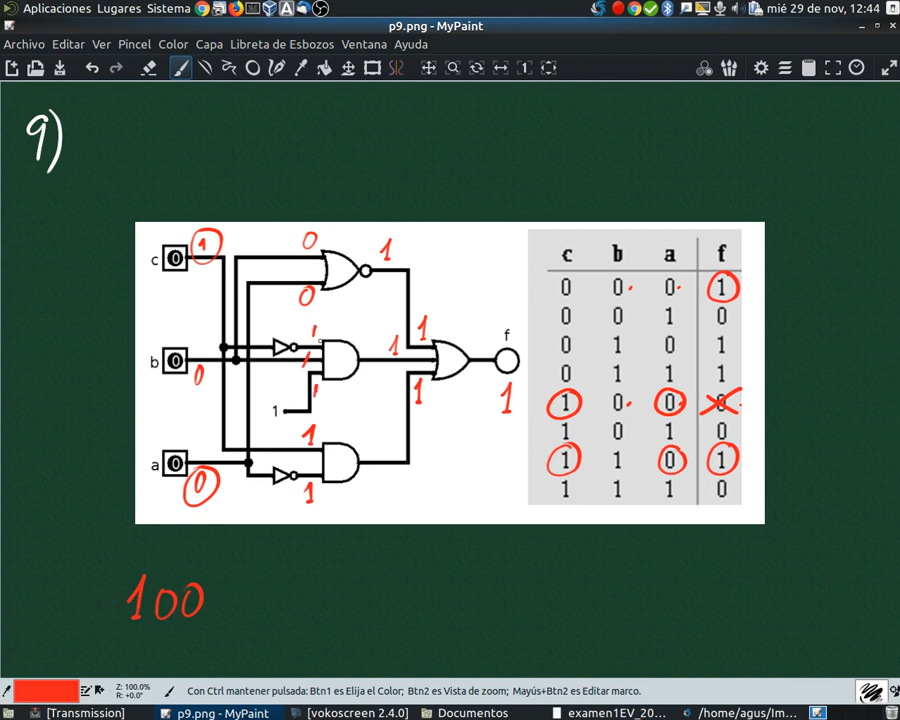 Aplicaciones Lugares Sistema mié 29 de nov, 12:44
p9.png - MyPaint
Archivo Editar Ver Pincel Color Capa Libreta de Esbozos Ventana Ayuda
9)
c 0 1 0 1
0
b 0 0 1 1 1 1 1 f 1
1 1
1
a 0 0 1
1
c b a f
0 0 0 1
0 0 1 0
0 1 0 1
0 1 1 1
1 0 0 0
1 0 1 0
1 1 0 1
1 1 1 0
100
Z: 100.0%
R: +0.0°
Con Ctrl mantener pulsada: Btn1 es Elija el Color; Btn2 es Vista de zoom; Mayús+Btn2 es Editar marco.
[Transmission] p9.png - MyPaint [vokoscreen 2.4.0] Documentos examen1EV_20... /home/agus/Im...